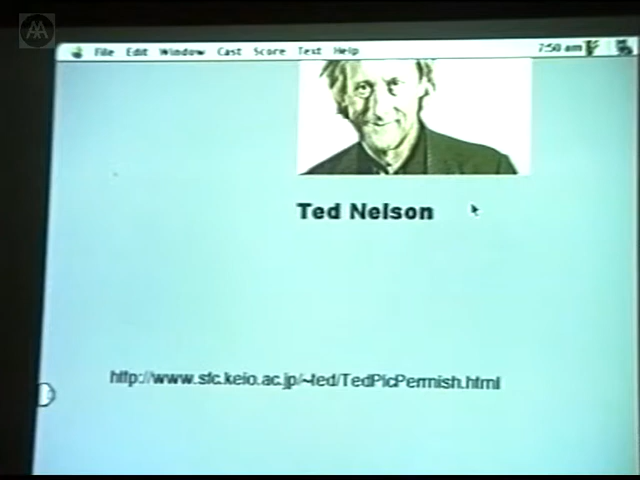 AA
File Edit Window Cast Score Text Help 7:50 am
Ted Nelson
http://www.sfc.keio.ac.jp/~ted/TedPicPermish.html